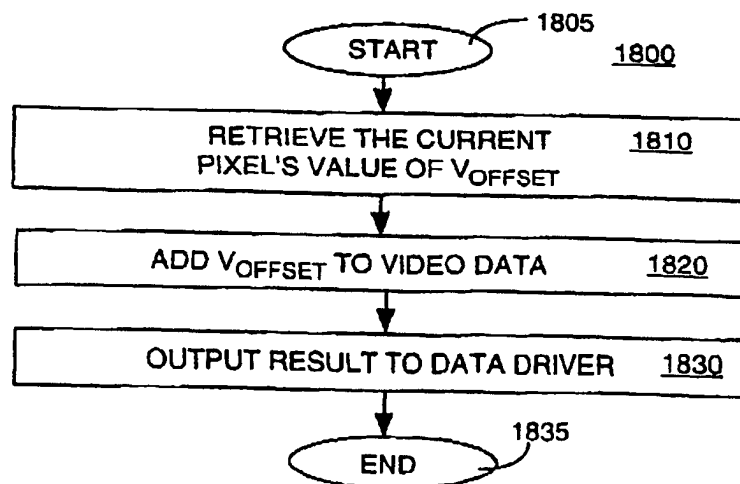 START
1805
1800
RETRIEVE THE CURRENT 1810
PIXEL'S VALUE OF VOFFSET
ADD VOFFSET TO VIDEO DATA 1820
OUTPUT RESULT TO DATA DRIVER 1830
1835
END